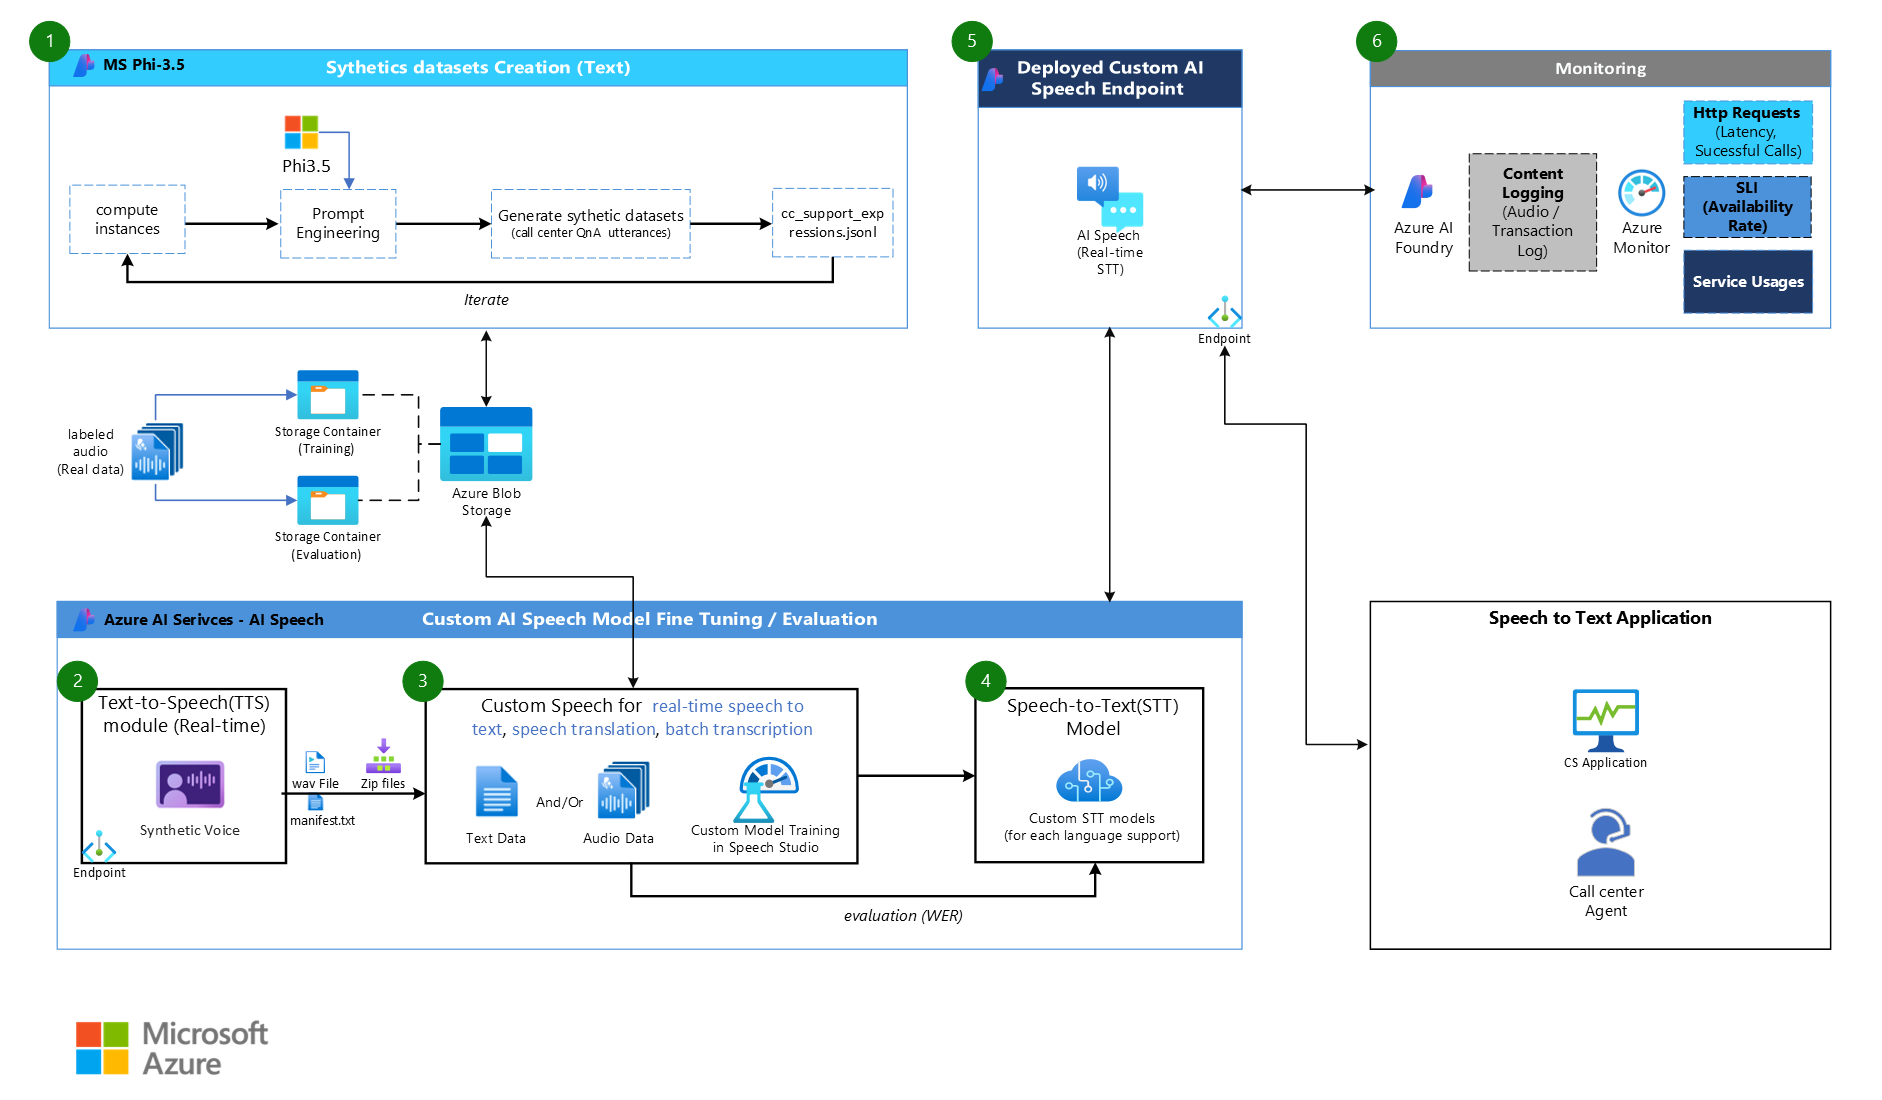 1
MS Phi-3.5
Sythetics datasets Creation (Text)
Phi3.5
compute
instances
Prompt
Engineering
Generate sythetic datasets
(call center QnA utterances)
cc_support_exp
ressions.jsonl
Iterate
5
Deployed Custom AI
Speech Endpoint
AI Speech
(Real-time
STT)
Endpoint
6
Monitoring
Azure AI
Foundry
Content
Logging
(Audio /
Transaction
Log)
Azure
Monitor
Http Requests
(Latency,
Sucessful Calls)
SLI
(Availability
Rate)
Service Usages
labeled
audio
(Real data)
Storage Container
(Training)
Storage Container
(Evaluation)
Azure Blob
Storage
Azure AI Serivces - AI Speech
Custom AI Speech Model Fine Tuning / Evaluation
2
Text-to-Speech(TTS)
module (Real-time)
Synthetic Voice
Endpoint
wav File
manifest.txt
Zip files
3
Custom Speech for real-time speech to
text, speech translation, batch transcription
Text Data
And/Or
Audio Data
Custom Model Training
in Speech Studio
4
Speech-to-Text(STT)
Model
Custom STT models
(for each language support)
evaluation (WER)
Speech to Text Application
CS Application
Call center
Agent
Microsoft
Azure